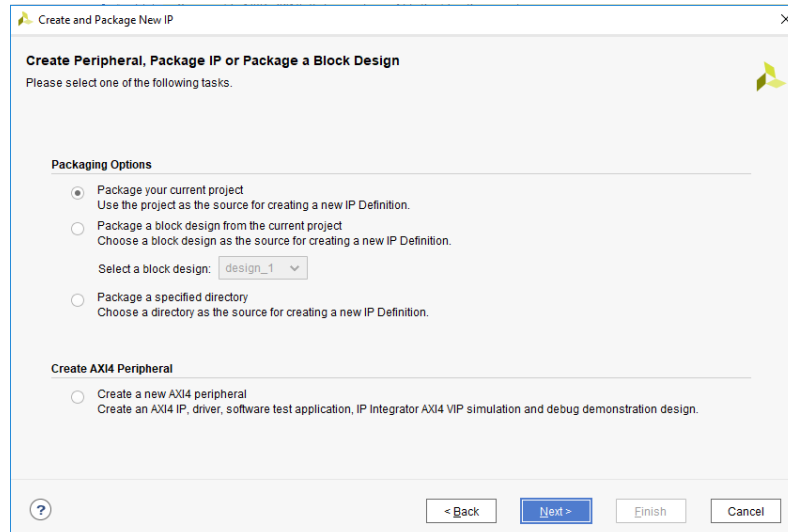 Create and Package New IP
Create Peripheral, Package IP or Package a Block Design
Please select one of the following tasks.
Packaging Options
Package your current project
Use the project as the source for creating a new IP Definition.
Package a block design from the current project
Choose a block design as the source for creating a new IP Definition.
Select a block design: design_1
Package a specified directory
Choose a directory as the source for creating a new IP Definition.
Create AXI4 Peripheral
Create a new AXI4 peripheral
Create an AXI4 IP, driver, software test application, IP Integrator AXI4 VIP simulation and debug demonstration design.
? < Back Next > Finish Cancel